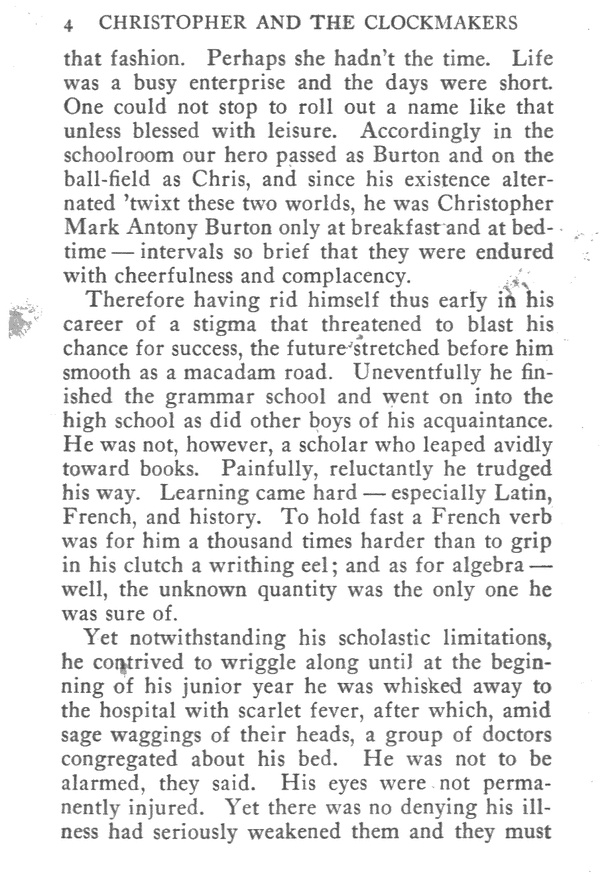 4 CHRISTOPHER AND THE CLOCKMAKERS
that fashion. Perhaps she hadn't the time. Life
was a busy enterprise and the days were short.
One could not stop to roll out a name like that
unless blessed with leisure. Accordingly in the
schoolroom our hero passed as Burton and on the
ball-field as Chris, and since his existence alter-
nated 'twixt these two worlds, he was Christopher
Mark Antony Burton only at breakfast and at bed-
time — intervals so brief that they were endured
with cheerfulness and complacency.
Therefore having rid himself thus early in his
career of a stigma that threatened to blast his
chance for success, the future stretched before him
smooth as a macadam road. Uneventfully he fin-
ished the grammar school and went on into the
high school as did other boys of his acquaintance.
He was not, however, a scholar who leaped avidly
toward books. Painfully, reluctantly he trudged
his way. Learning came hard — especially Latin,
French, and history. To hold fast a French verb
was for him a thousand times harder than to grip
in his clutch a writhing eel; and as for algebra —
well, the unknown quantity was the only one he
was sure of.
Yet notwithstanding his scholastic limitations,
he contrived to wriggle along until at the begin-
ning of his junior year he was whisked away to
the hospital with scarlet fever, after which, amid
sage waggings of their heads, a group of doctors
congregated about his bed. He was not to be
alarmed, they said. His eyes were not perma-
nently injured. Yet there was no denying his ill-
ness had seriously weakened them and they must